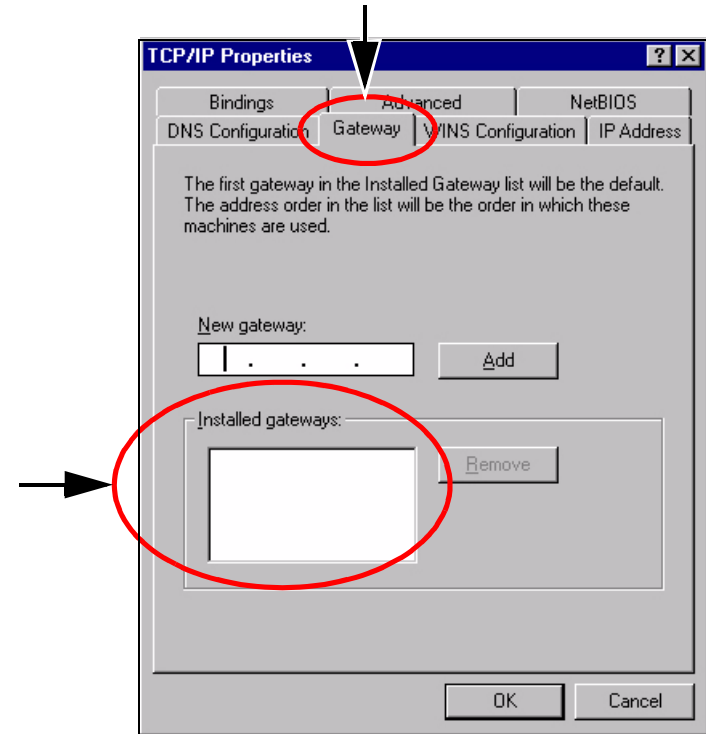 TCP/IP Properties
? X
Bindings Advanced NetBIOS
DNS Configuration Gateway WINS Configuration IP Address
The first gateway in the Installed Gateway list will be the default.
The address order in the list will be the order in which these
machines are used.
New gateway:
. . . Add
Installed gateways:
Remove
OK Cancel